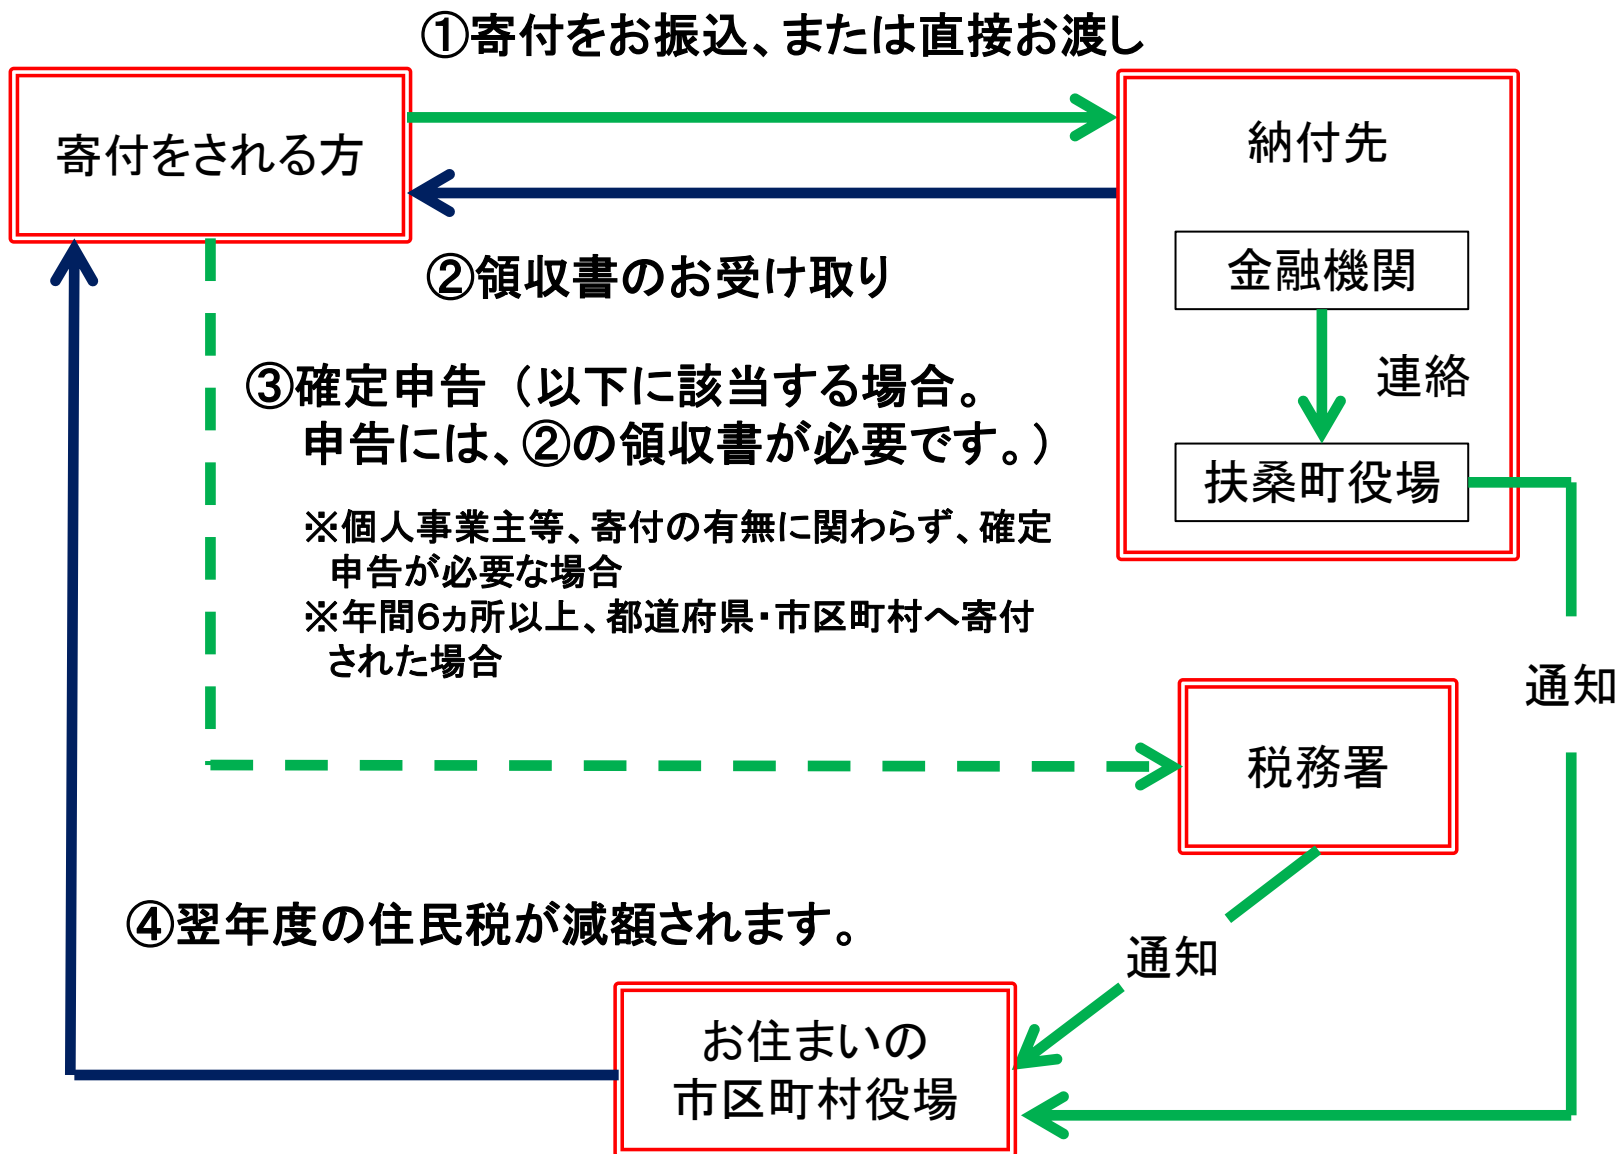 ①寄付をお振込、または直接お渡し
寄付をされる方
納付先
金融機関
連絡
扶桑町役場
②領収書のお受け取り
③確定申告（以下に該当する場合。
申告には、②の領収書が必要です。）
※個人事業主等、寄付の有無に関わらず、確定
申告が必要な場合
※年間６ヵ所以上、都道府県・市区町村へ寄付
された場合
通知
税務署
④翌年度の住民税が減額されます。
通知
お住まいの
市区町村役場